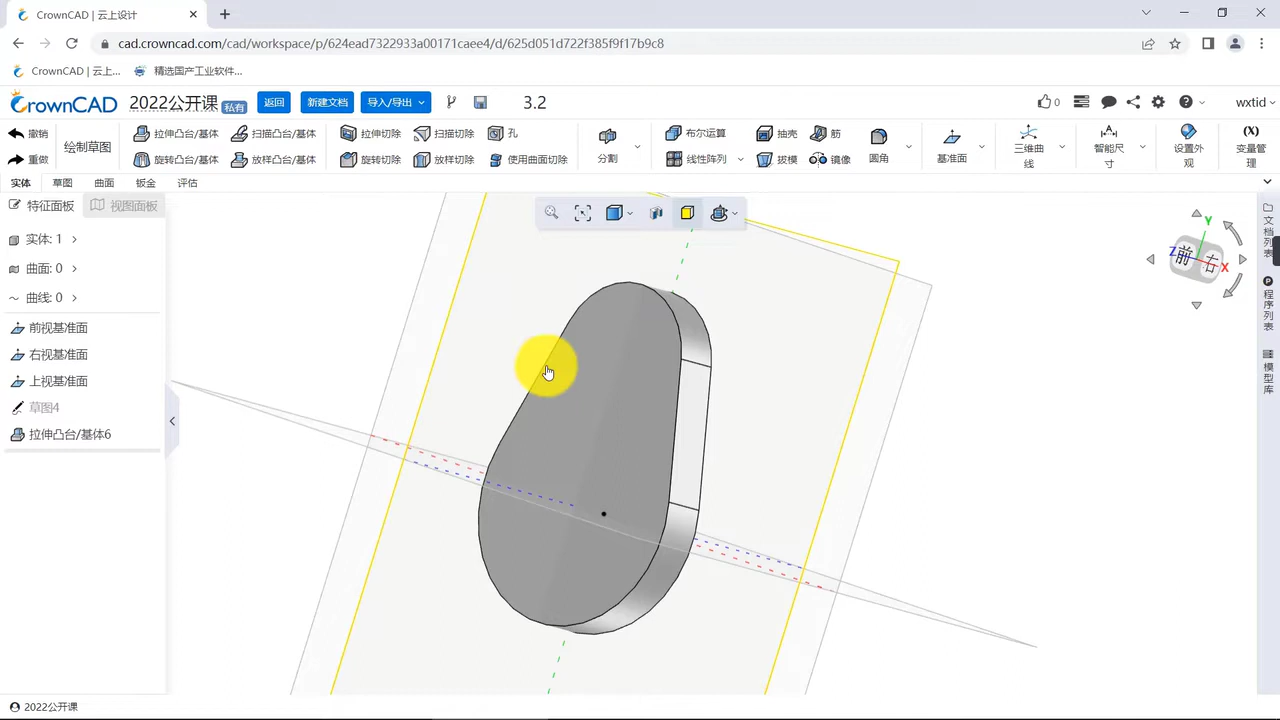 CrownCAD | 云上设计
cad.crowncad.com/cad/workspace/p/624ead7322933a00171caee4/d/625d051d722f385f9f17b9c8
CrownCAD | 云上... 精选国产工业软件...
CrownCAD 2022公开课 私有 返回 新建文档 导入/导出 3.2 0 wxtid
撤销 重做 绘制草图 拉伸凸台/基体 扫描凸台/基体 旋转凸台/基体 放样凸台/基体 拉伸切除 扫描切除 孔 旋转切除 放样切除 使用曲面切除 分割 布尔运算 抽壳 筋 线性阵列 拔模 镜像 圆角 基准面 三维曲线 智能尺寸 设置外观 (X) 变量管理
实体 草图 曲面 钣金 评估
特征面板 视图面板
实体: 1
曲面: 0
曲线: 0
前视基准面
右视基准面
上视基准面
草图4
拉伸凸台/基体6
Y
Z 前 右 X
文档列表
程序列表
模型库
2022公开课